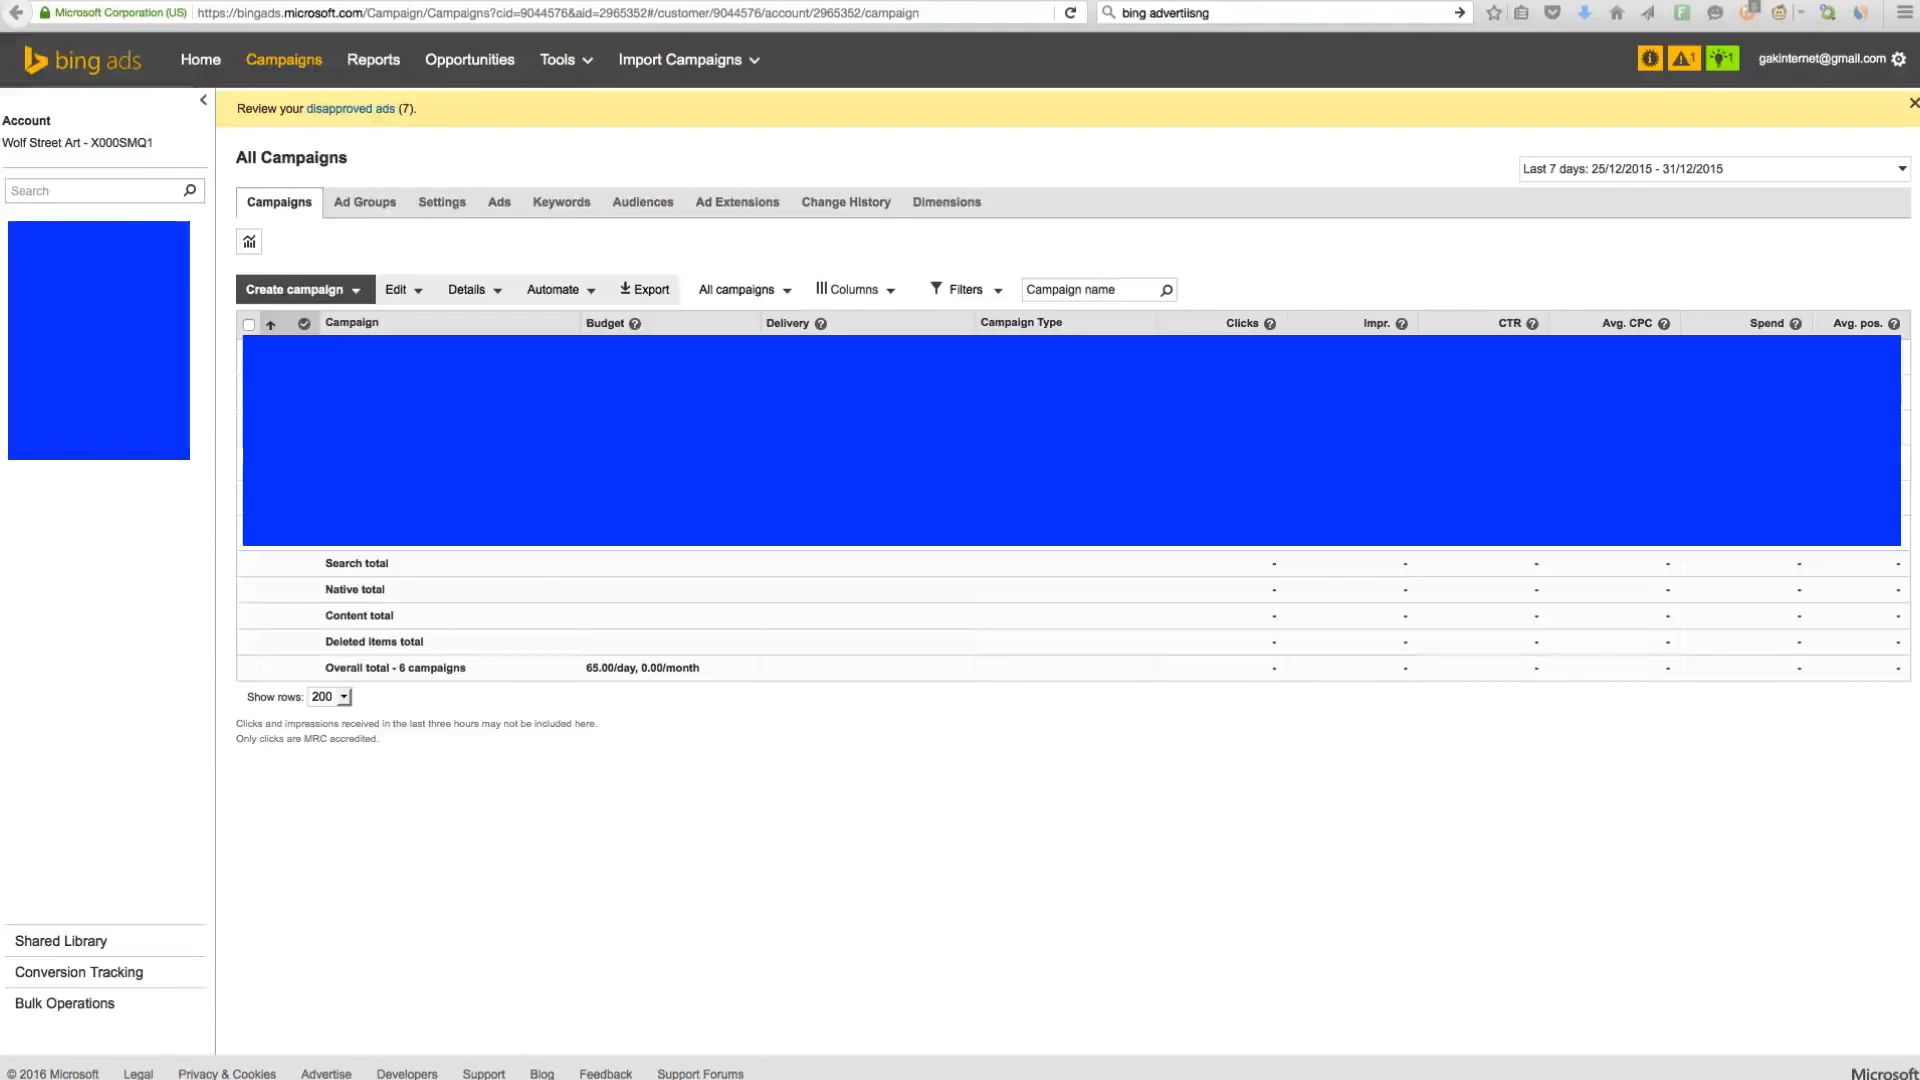 Microsoft Corporation (US) https://bingads.microsoft.com/Campaign/Campaigns?cid=9044576&aid=2965352#/customer/9044576/account/2965352/campaign bing advertiisng
bing ads Home Campaigns Reports Opportunities Tools Import Campaigns 1 1 gakinternet@gmail.com
Review your disapproved ads (7).
Account
Wolf Street Art - X000SMQ1
Search
All Campaigns
Last 7 days: 25/12/2015 - 31/12/2015
Campaigns Ad Groups Settings Ads Keywords Audiences Ad Extensions Change History Dimensions
Create campaign Edit Details Automate Export All campaigns Columns Filters Campaign name
Campaign Budget Delivery Campaign Type Clicks Impr. CTR Avg. CPC Spend Avg. pos.
Search total - - - - - -
Native total - - - - - -
Content total - - - - - -
Deleted items total - - - - - -
Overall total - 6 campaigns 65.00/day, 0.00/month - - - - - -
Show rows: 200
Clicks and impressions received in the last three hours may not be included here.
Only clicks are MRC accredited.
Shared Library
Conversion Tracking
Bulk Operations
© 2016 Microsoft Legal Privacy & Cookies Advertise Developers Support Blog Feedback Support Forums Microsoft